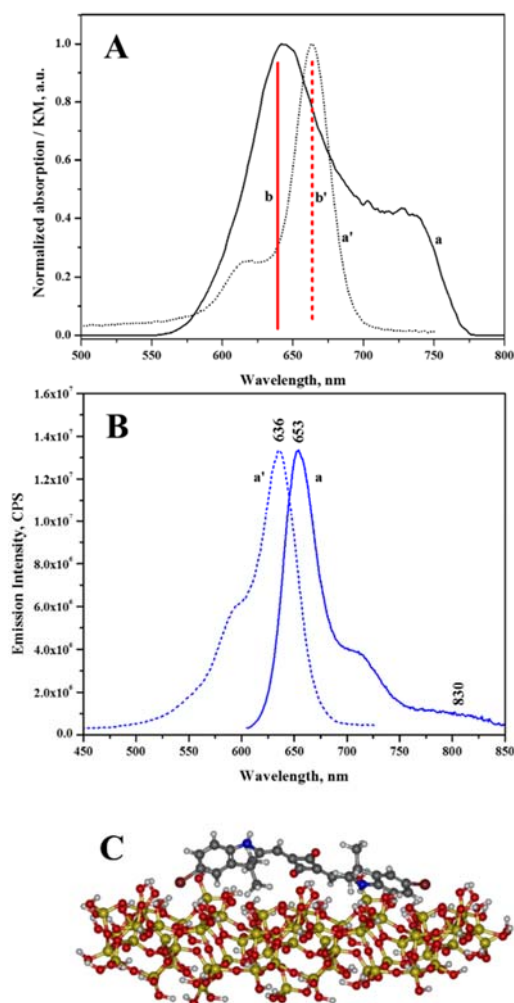 A
Normalized absorption / KM, a.u.
1.0
0.8
0.6
0.4
0.2
0.0
b
b'
a'
a
500 550 600 650 700 750 800
Wavelength, nm
B
636
653
a'
a
830
Emission Intensity, CPS
1.6x10⁷
1.4x10⁷
1.2x10⁷
1.0x10⁷
8.0x10⁶
6.0x10⁶
4.0x10⁶
2.0x10⁶
0.0
450 500 550 600 650 700 750 800 850
Wavelength, nm
C